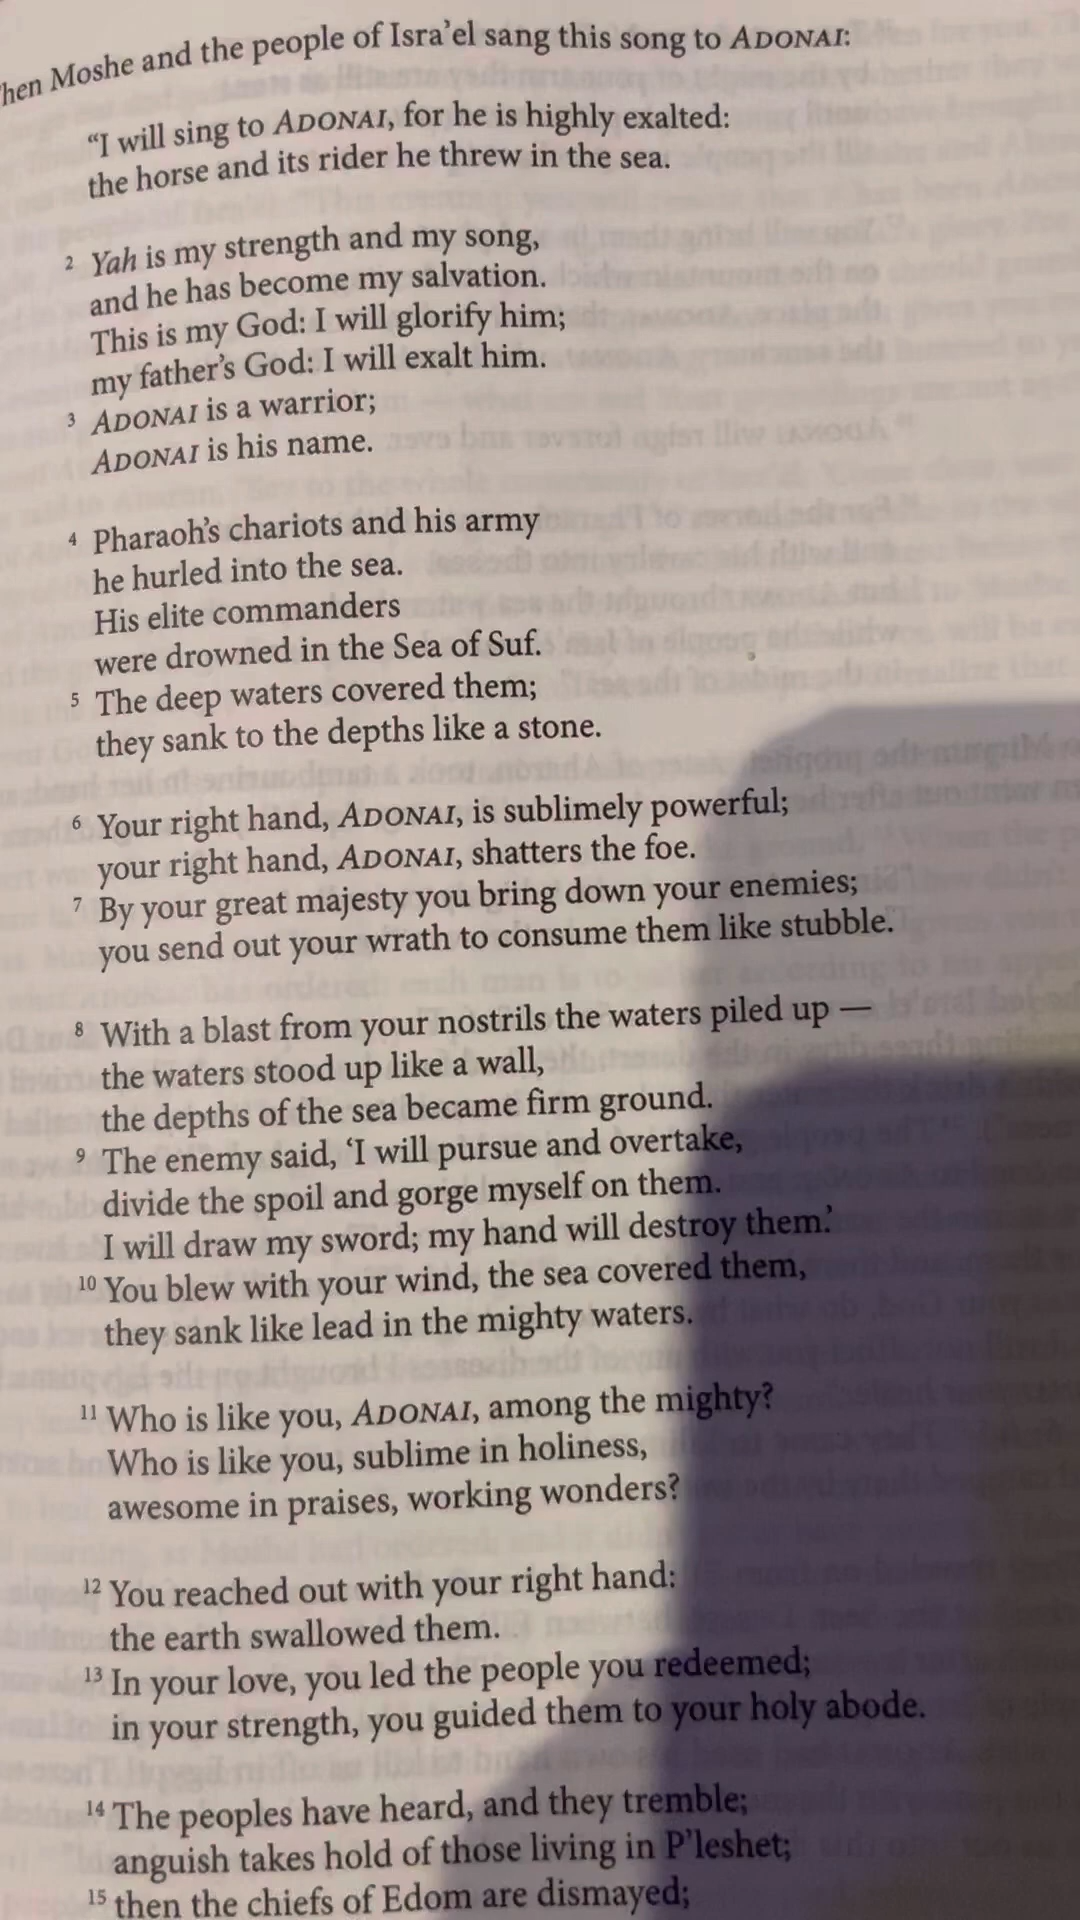 hen Moshe and the people of Isra’el sang this song to ADONAI:
“I will sing to ADONAI, for he is highly exalted:
the horse and its rider he threw in the sea.
2 Yah is my strength and my song,
and he has become my salvation.
This is my God: I will glorify him;
my father’s God: I will exalt him.
3 ADONAI is a warrior;
ADONAI is his name.
4 Pharaoh’s chariots and his army
he hurled into the sea.
His elite commanders
were drowned in the Sea of Suf.
5 The deep waters covered them;
they sank to the depths like a stone.
6 Your right hand, ADONAI, is sublimely powerful;
your right hand, ADONAI, shatters the foe.
7 By your great majesty you bring down your enemies;
you send out your wrath to consume them like stubble.
8 With a blast from your nostrils the waters piled up —
the waters stood up like a wall,
the depths of the sea became firm ground.
9 The enemy said, ‘I will pursue and overtake,
divide the spoil and gorge myself on them.
I will draw my sword; my hand will destroy them.’
10 You blew with your wind, the sea covered them,
they sank like lead in the mighty waters.
11 Who is like you, ADONAI, among the mighty?
Who is like you, sublime in holiness,
awesome in praises, working wonders?
12 You reached out with your right hand:
the earth swallowed them.
13 In your love, you led the people you redeemed;
in your strength, you guided them to your holy abode.
14 The peoples have heard, and they tremble;
anguish takes hold of those living in P’leshet;
15 then the chiefs of Edom are dismayed;